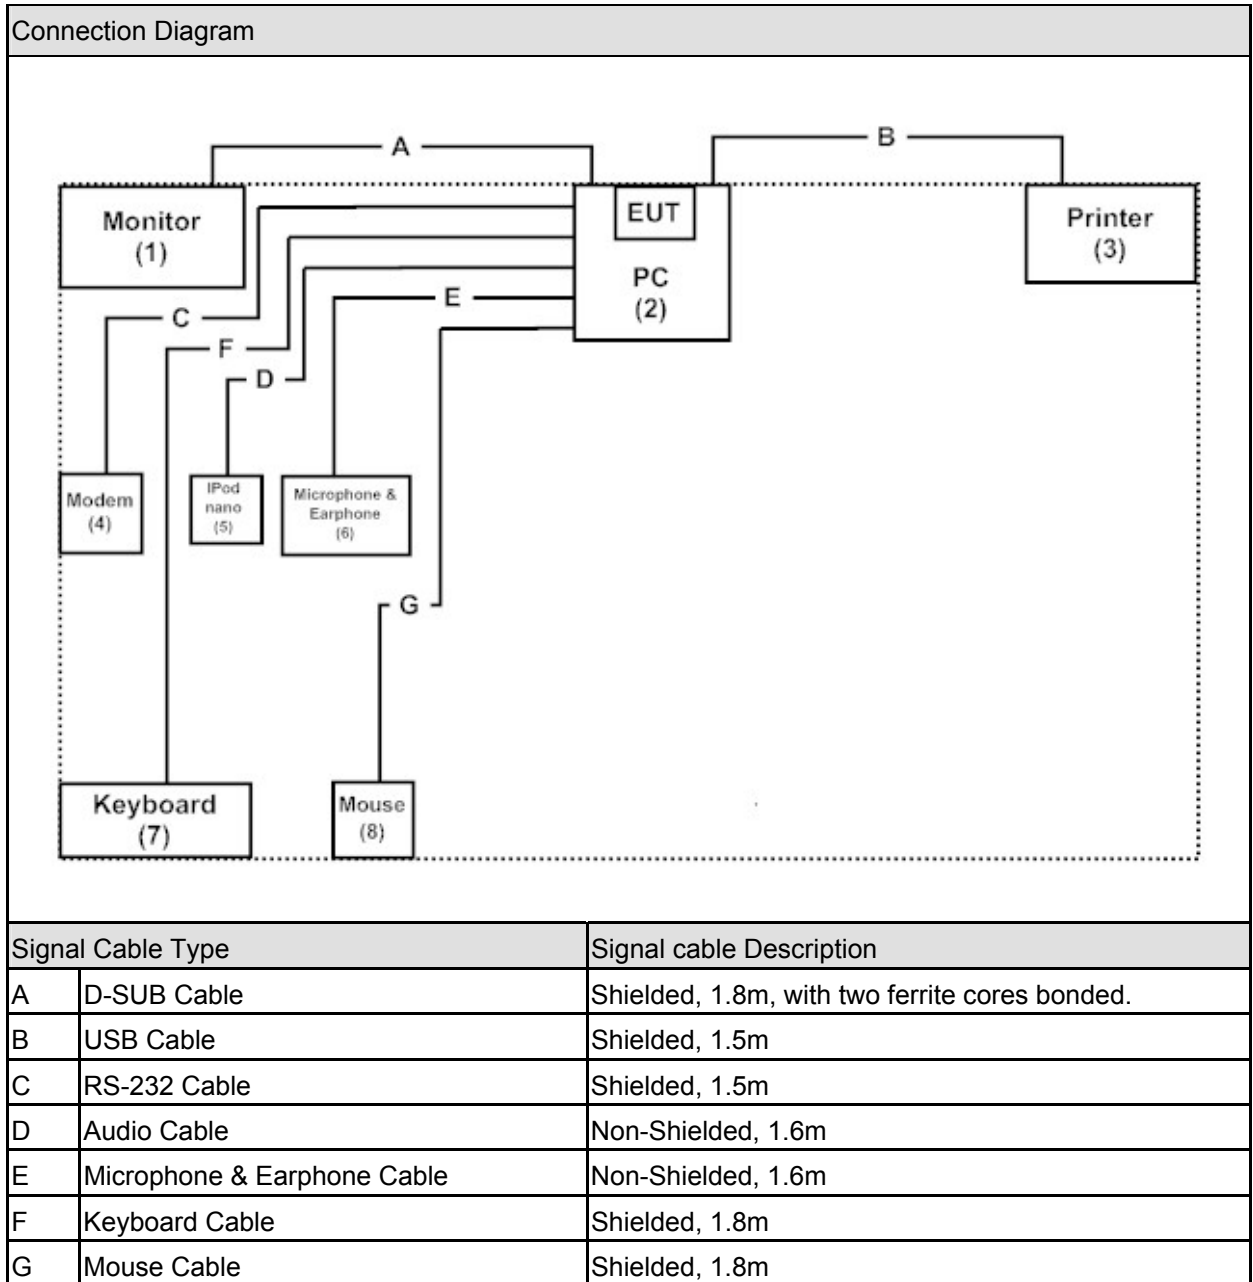 Connection Diagram
A
B
Monitor
(1)
EUT
PC
(2)
Printer
(3)
E
C
F
D
Modem
(4)
IPod
nano
(5)
Microphone &
Earphone
(6)
G
Keyboard
(7)
Mouse
(8)
Signal Cable Type Signal cable Description
A D-SUB Cable Shielded, 1.8m, with two ferrite cores bonded.
B USB Cable Shielded, 1.5m
C RS-232 Cable Shielded, 1.5m
D Audio Cable Non-Shielded, 1.6m
E Microphone & Earphone Cable Non-Shielded, 1.6m
F Keyboard Cable Shielded, 1.8m
G Mouse Cable Shielded, 1.8m